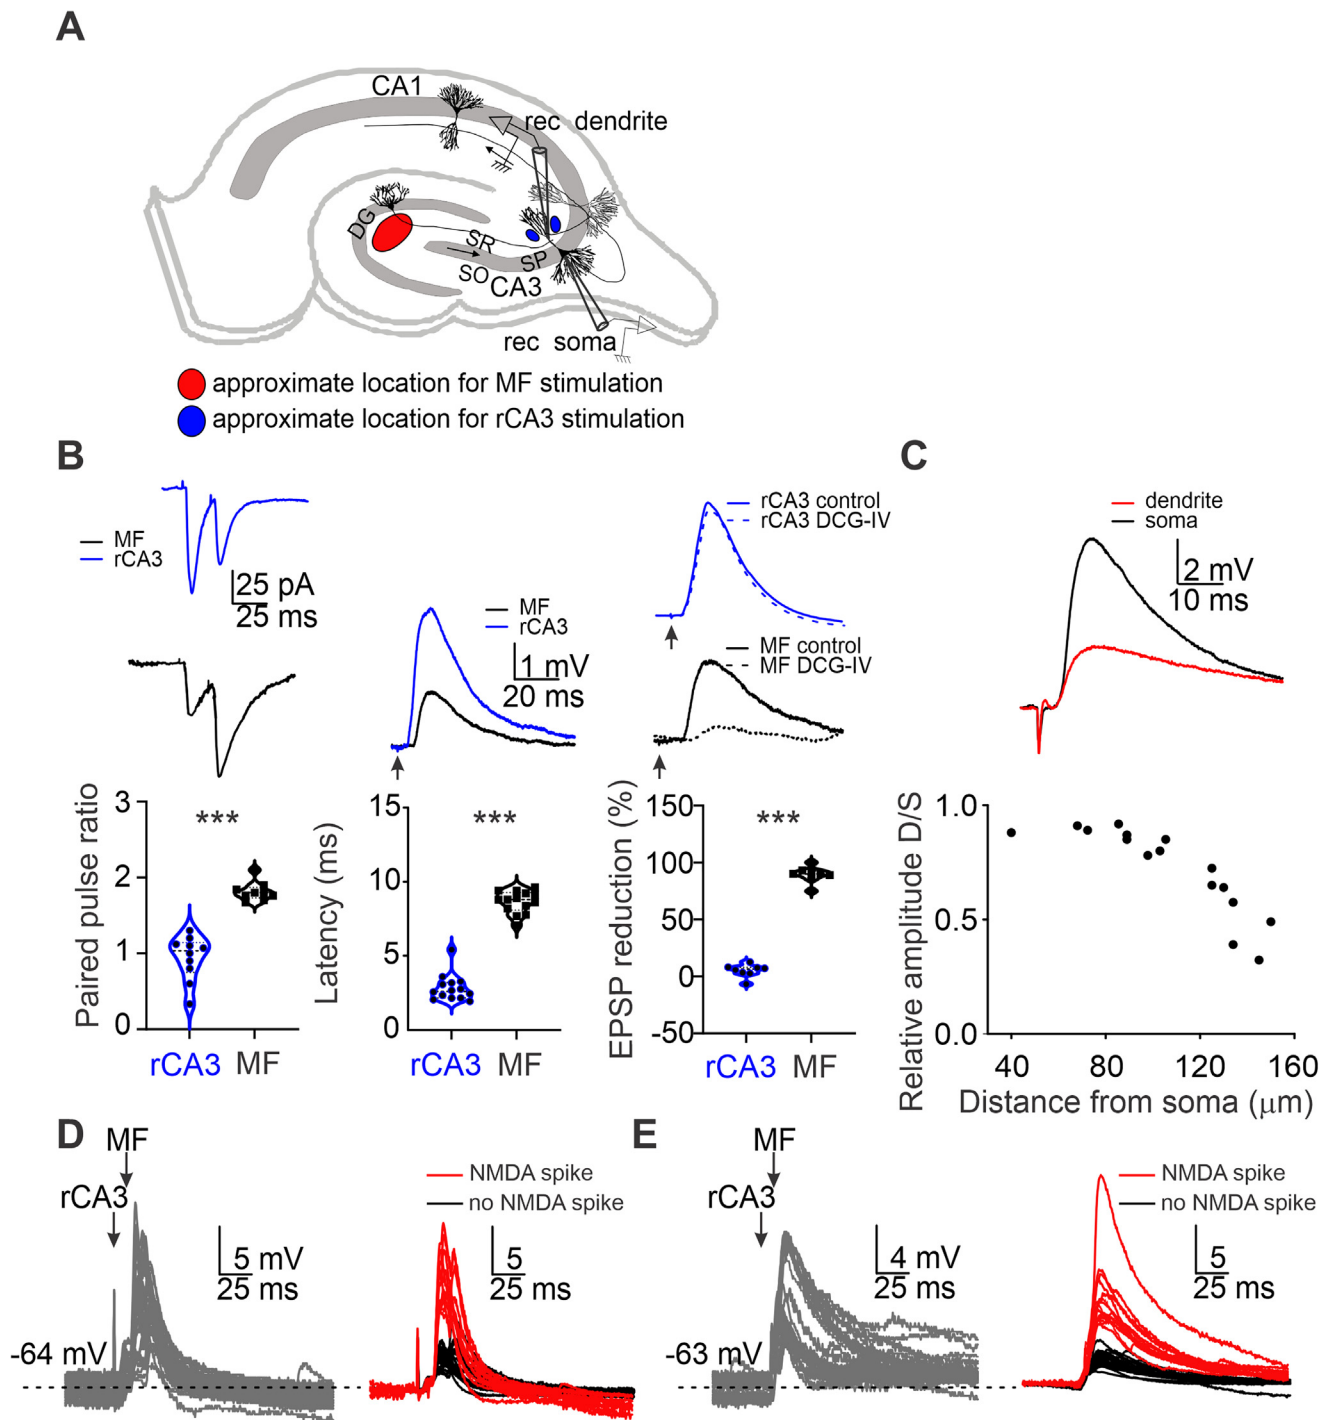 A
CA1
rec dendrite
DG
SR
SO
SP
CA3
rec soma
approximate location for MF stimulation
approximate location for rCA3 stimulation
B
MF
rCA3
25 pA
25 ms
MF
rCA3
1 mV
20 ms
rCA3 control
rCA3 DCG-IV
MF control
MF DCG-IV
Paired pulse ratio
3
2
1
0
***
rCA3 MF
Latency (ms)
15
10
5
0
***
rCA3 MF
EPSP reduction (%)
150
100
50
0
-50
***
rCA3 MF
C
dendrite
soma
2 mV
10 ms
Relative amplitude D/S
1.0
0.5
0.0
40 80 120 160
Distance from soma (μm)
D
MF
rCA3
5 mV
25 ms
-64 mV
NMDA spike
no NMDA spike
5
25 ms
E
MF
rCA3
4 mV
25 ms
-63 mV
NMDA spike
no NMDA spike
5
25 ms